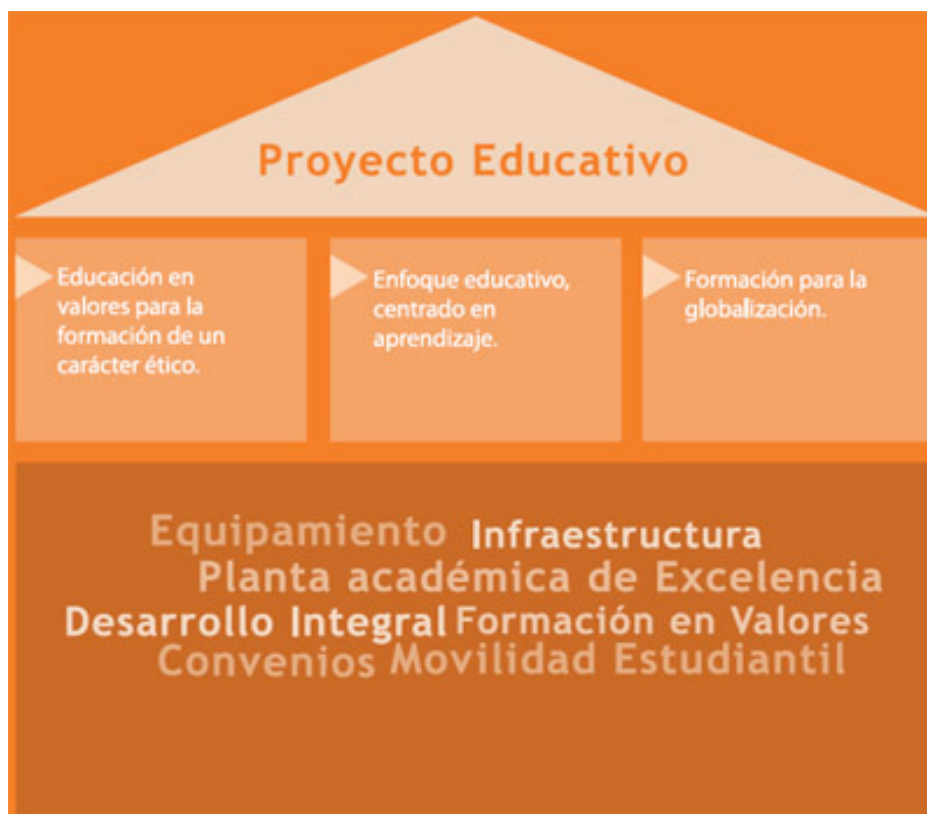 Proyecto Educativo
Educación en
valores para la
formación de un
carácter ético.
Enfoque educativo,
centrado en
aprendizaje.
Formación para la
globalización.
Equipamiento Infraestructura
Planta académica de Excelencia
Desarrollo Integral Formación en Valores
Convenios Movilidad Estudiantil